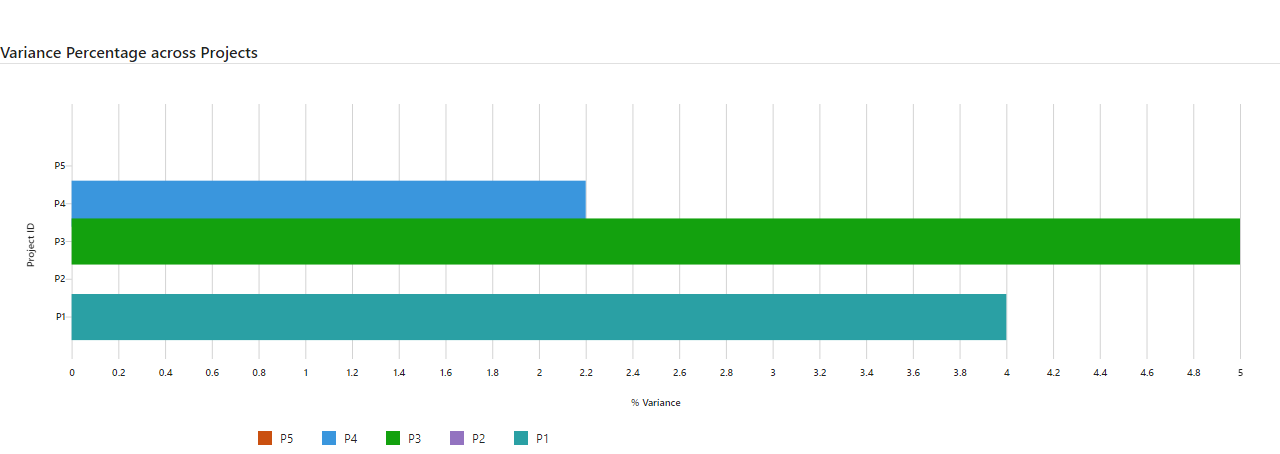 Variance Percentage across Projects
P5
P4
P3
P2
P1
Project ID
0 0.2 0.4 0.6 0.8 1 1.2 1.4 1.6 1.8 2 2.2 2.4 2.6 2.8 3 3.2 3.4 3.6 3.8 4 4.2 4.4 4.6 4.8 5
% Variance
P5 P4 P3 P2 P1